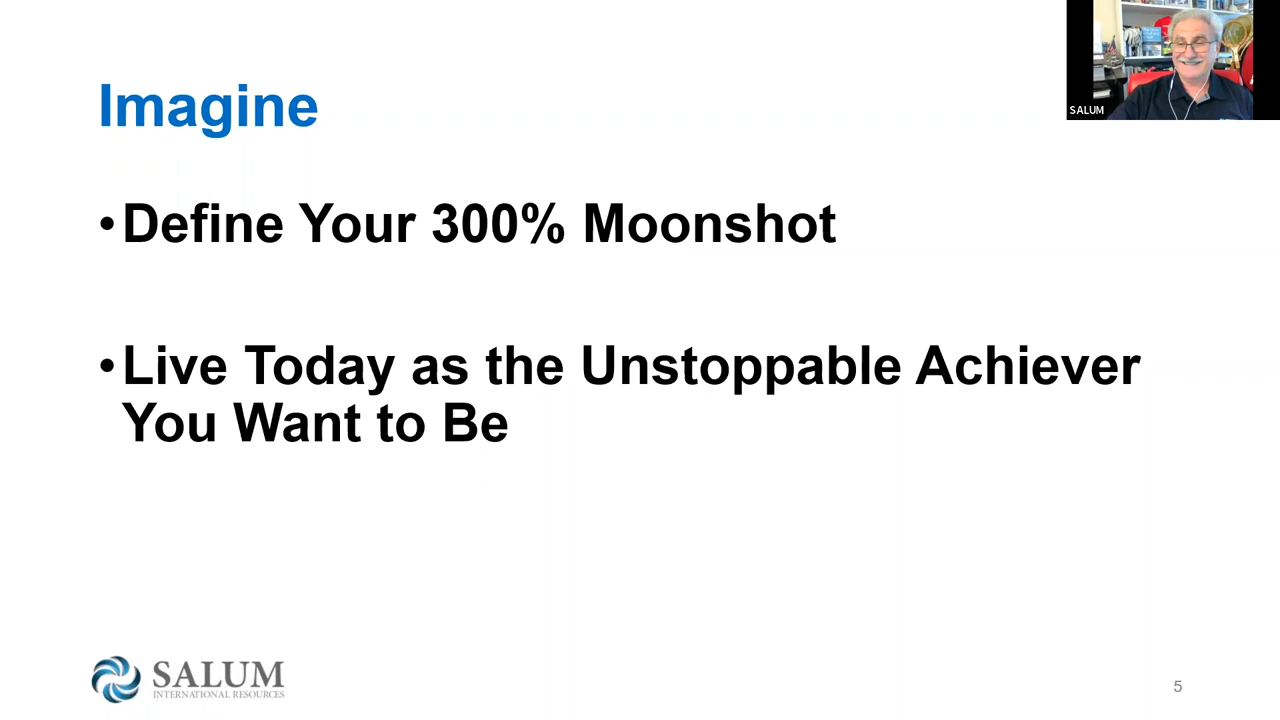 Imagine
SALUM
•Define Your 300% Moonshot
•Live Today as the Unstoppable Achiever
You Want to Be
SALUM
INTERNATIONAL RESOURCES
5